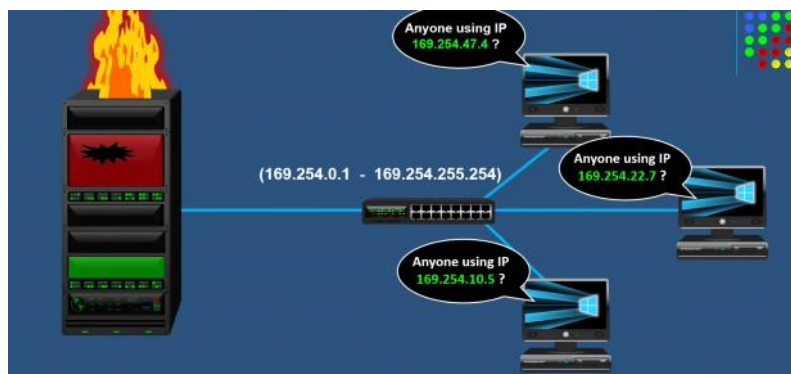 Anyone using IP
169.254.47.4 ?
(169.254.0.1 - 169.254.255.254)
Anyone using IP
169.254.22.7 ?
Anyone using IP
169.254.10.5 ?